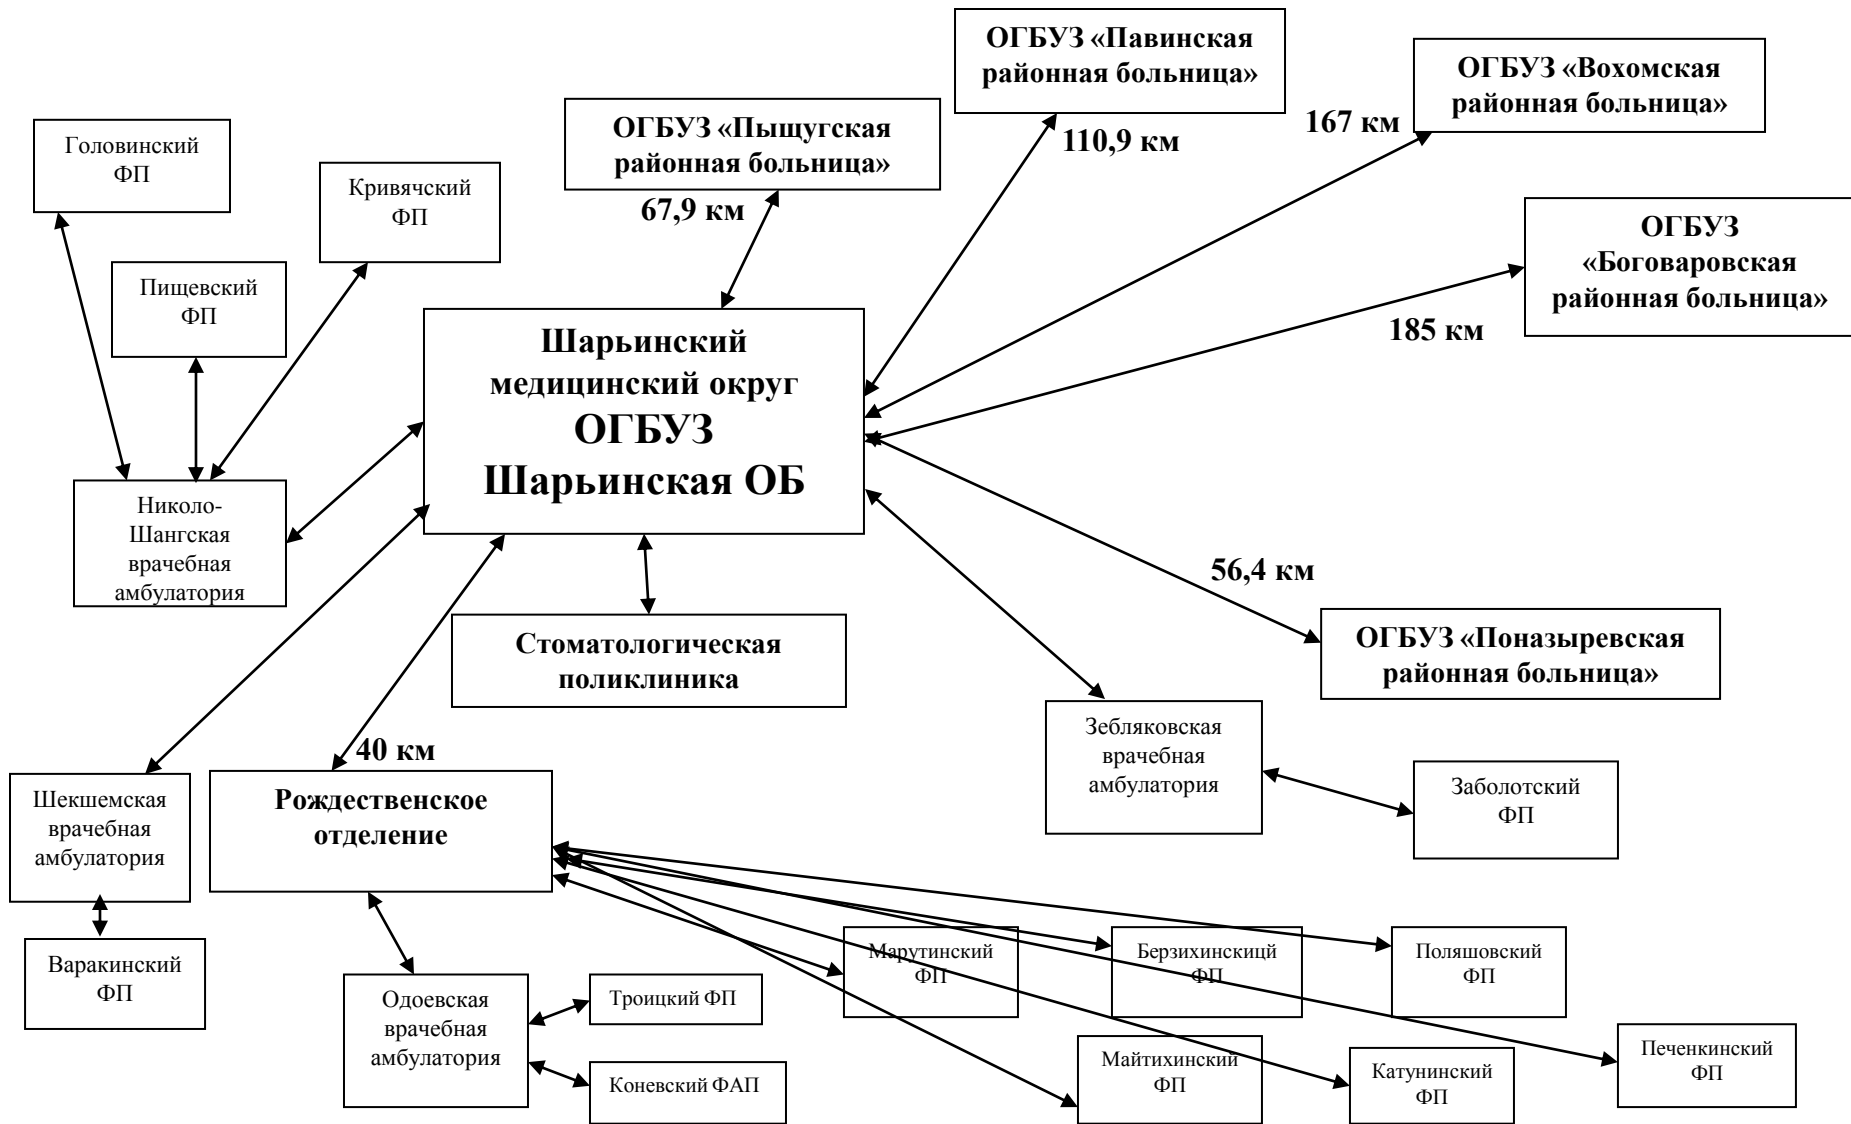 ОГБУЗ «Павинская
районная больница»
ОГБУЗ «Вохомская
районная больница»
ОГБУЗ «Пыщугская
районная больница»
167 км
110,9 км
67,9 км
Головинский
ФП
Кривячский
ФП
Пищевский
ФП
ОГБУЗ
«Боговаровская
районная больница»
185 км
Шарьинский
медицинский округ
ОГБУЗ
Шарьинская ОБ
Николо-
Шангская
врачебная
амбулатория
56,4 км
Стоматологическая
поликлиника
ОГБУЗ «Поназыревская
районная больница»
40 км
Зебляковская
врачебная
амбулатория
Заболотский
ФП
Шекшемская
врачебная
амбулатория
Рождественское
отделение
Варакинский
ФП
Одоевская
врачебная
амбулатория
Троицкий ФП
Коневский ФАП
Марутинский
ФП
Берзихинскицй
ФП
Поляшовский
ФП
Майтихинский
ФП
Катунинский
ФП
Печенкинский
ФП